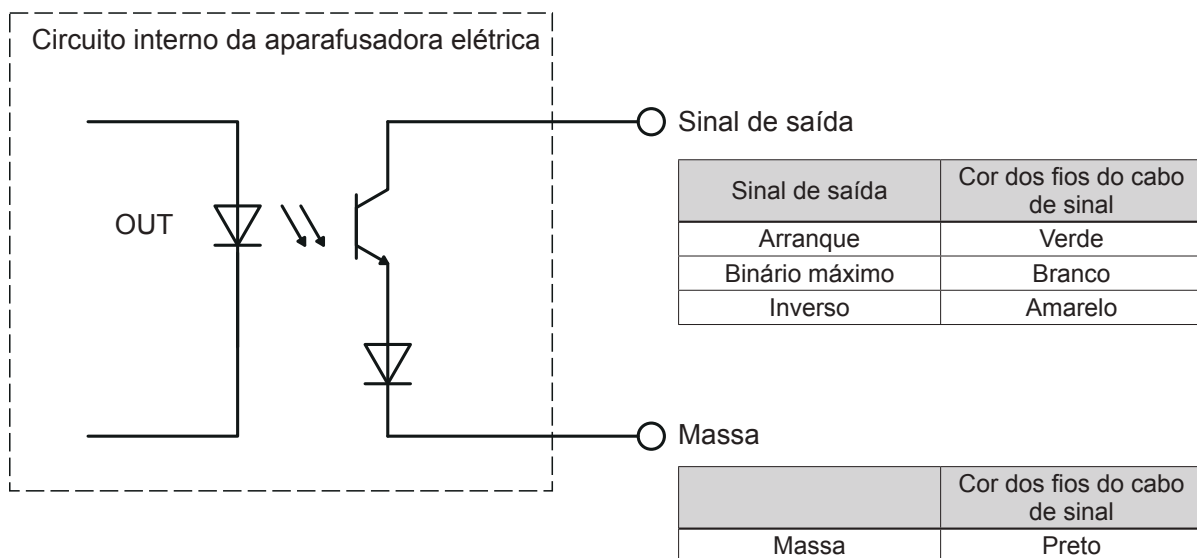 Circuito interno da aparafusadora elétrica
OUT
Sinal de saída
Sinal de saída
Cor dos fios do cabo
de sinal
Arranque
Verde
Binário máximo
Branco
Inverso
Amarelo
Massa
Cor dos fios do cabo
de sinal
Massa
Preto